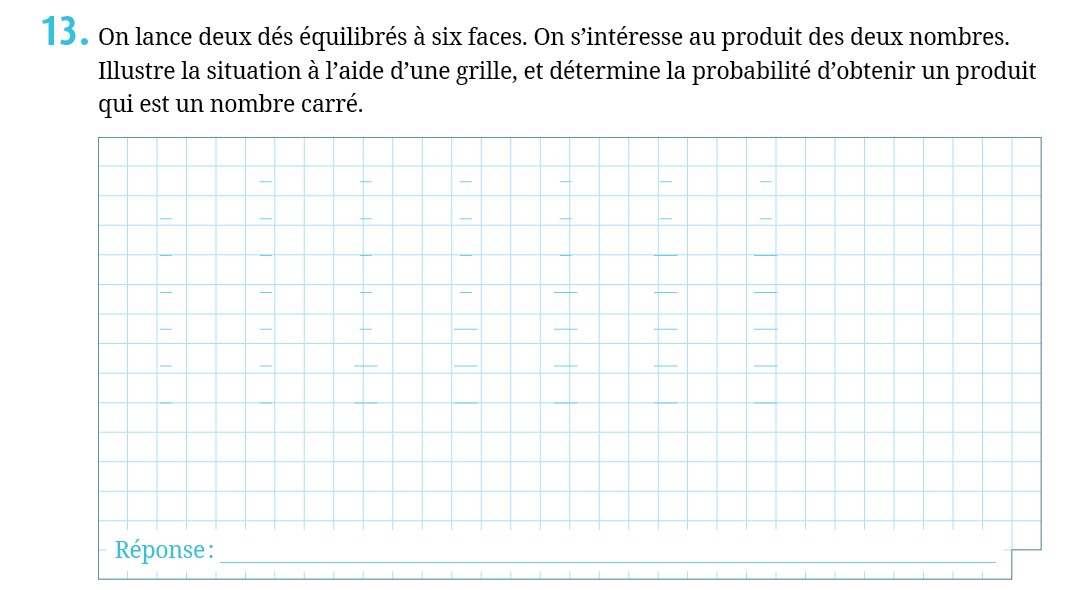 13. On lance deux dés équilibrés à six faces. On s’intéresse au produit des deux nombres.
Illustre la situation à l’aide d’une grille, et détermine la probabilité d’obtenir un produit
qui est un nombre carré.
Réponse :